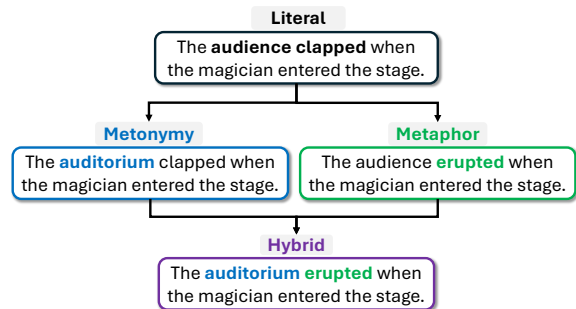 Literal
The audience clapped when
the magician entered the stage.
Metonymy
The auditorium clapped when
the magician entered the stage.
Metaphor
The audience erupted when
the magician entered the stage.
Hybrid
The auditorium erupted when
the magician entered the stage.